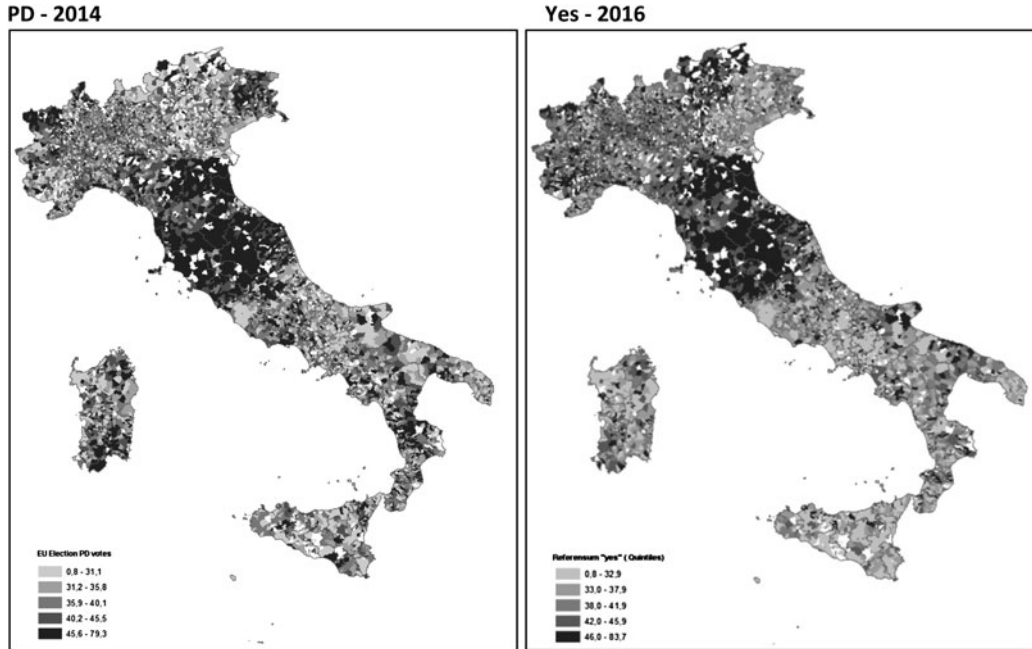 PD - 2014
Yes - 2016
EU Election PD votes
0,8 - 31,1
31,2 - 35,8
35,9 - 40,1
40,2 - 45,5
45,6 - 79,3
Referensum "yes" ( Quintiles)
0,8 - 32,9
33,0 - 37,9
38,0 - 41,9
42,0 - 45,9
46,0 - 83,7